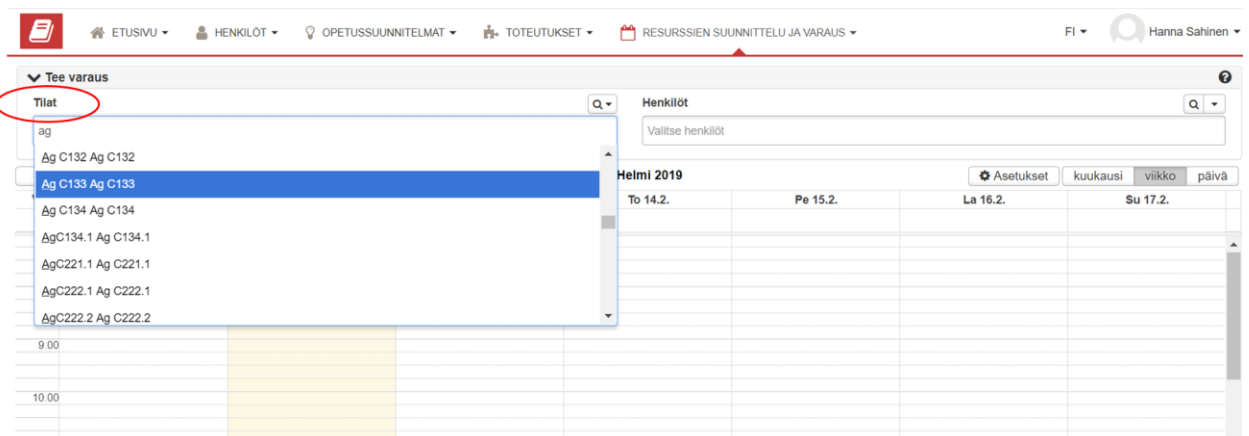 ETUSIVU HENKILÖT OPETUSSUUNNITELMAT TOTEUTUKSET RESURSSIEN SUUNNITTELU JA VARAUS FI Hanna Sahinen
Tee varaus
Tilat Henkilöt
ag Valitse henkilöt
Ag C132 Ag C132
Ag C133 Ag C133
Helmi 2019 Asetukset kuukausi viikko päivä
Ag C134 Ag C134
To 14.2. Pe 15.2. La 16.2. Su 17.2.
AgC134.1 Ag C134.1
AgC221.1 Ag C221.1
AgC222.1 Ag C222.1
AgC222.2 Ag C222.2
9.00
10.00